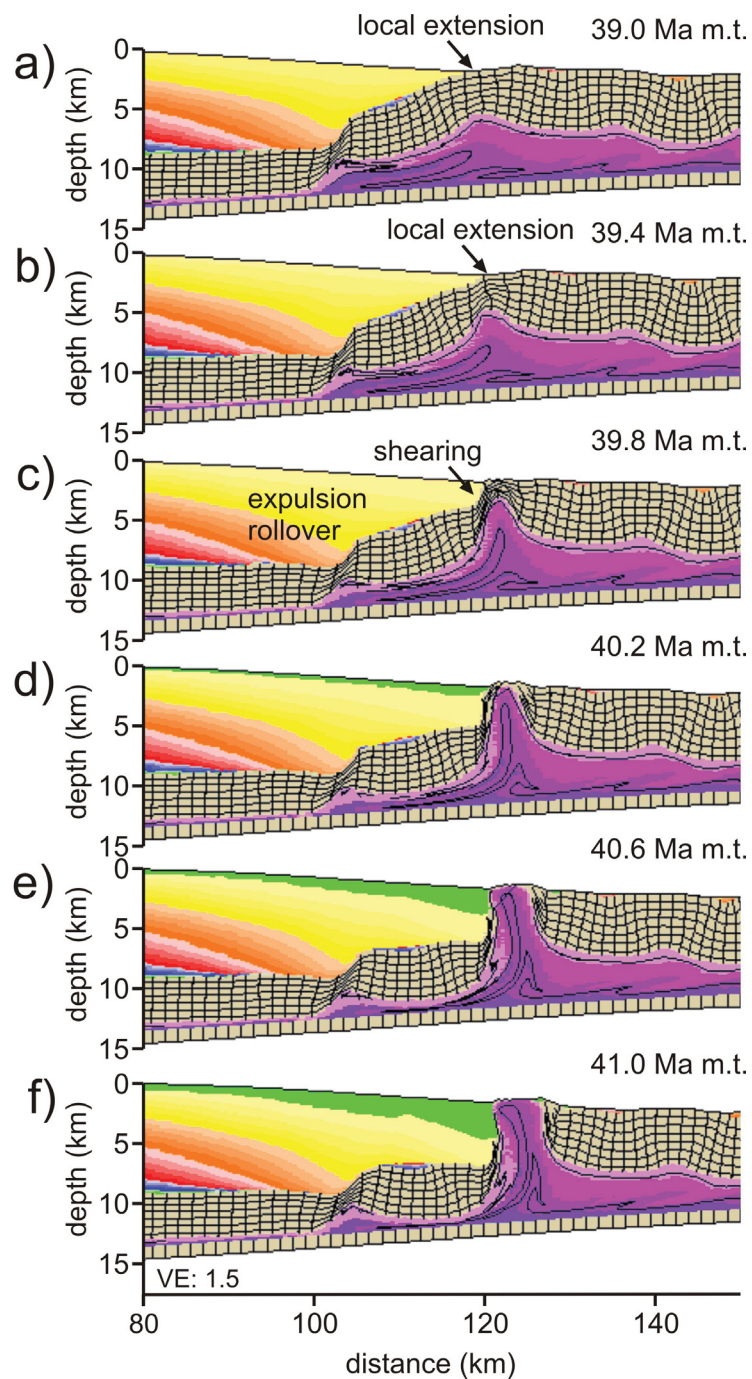 local extension
39.0 Ma m.t.
a)
0
5
10
15
depth (km)
local extension
39.4 Ma m.t.
b)
0
5
10
15
depth (km)
shearing
39.8 Ma m.t.
c)
expulsion
rollover
0
5
10
15
depth (km)
40.2 Ma m.t.
d)
0
5
10
15
depth (km)
40.6 Ma m.t.
e)
0
5
10
15
depth (km)
41.0 Ma m.t.
f)
0
5
10
15
depth (km)
VE: 1.5
80 100 120 140
distance (km)